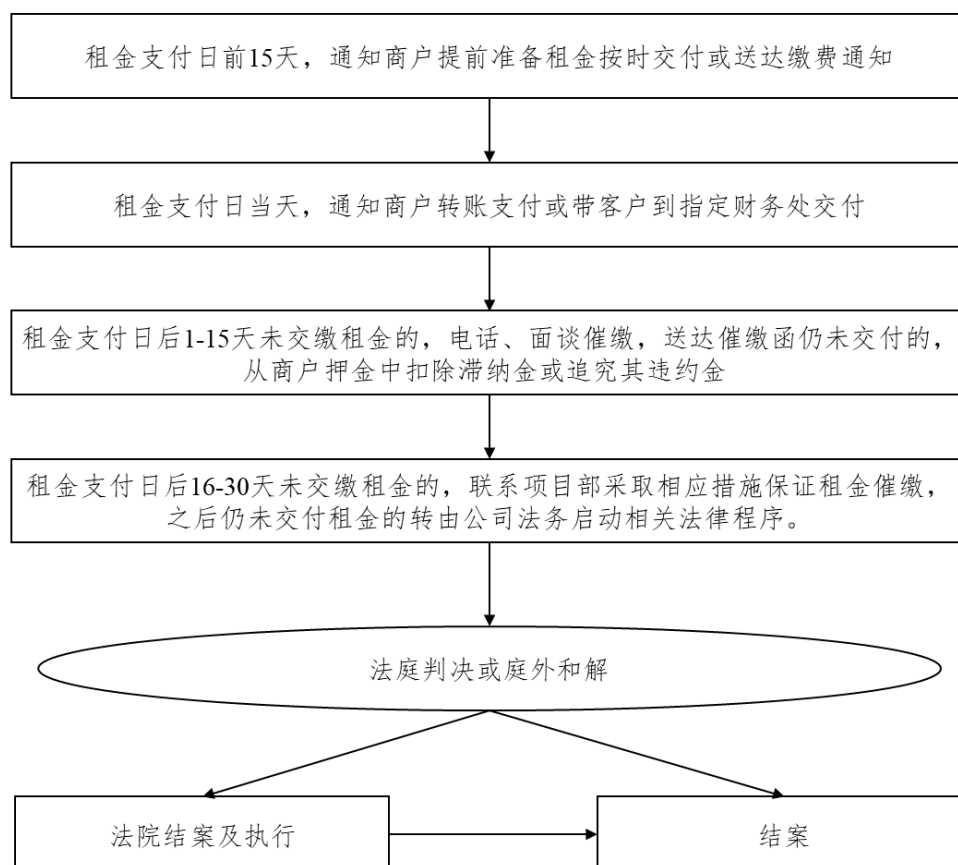 租金支付日前15天，通知商户提前准备租金按时交付或送达缴费通知
租金支付日当天，通知商户转账支付或带客户到指定财务处交付
租金支付日后1-15天未交缴租金的，电话、面谈催缴，送达催缴函仍未交付的，
从商户押金中扣除滞纳金或追究其违约金
租金支付日后16-30天未交缴租金的，联系项目部采取相应措施保证租金催缴，
之后仍未交付租金的转由公司法务启动相关法律程序。
法庭判决或庭外和解
法院结案及执行
结案